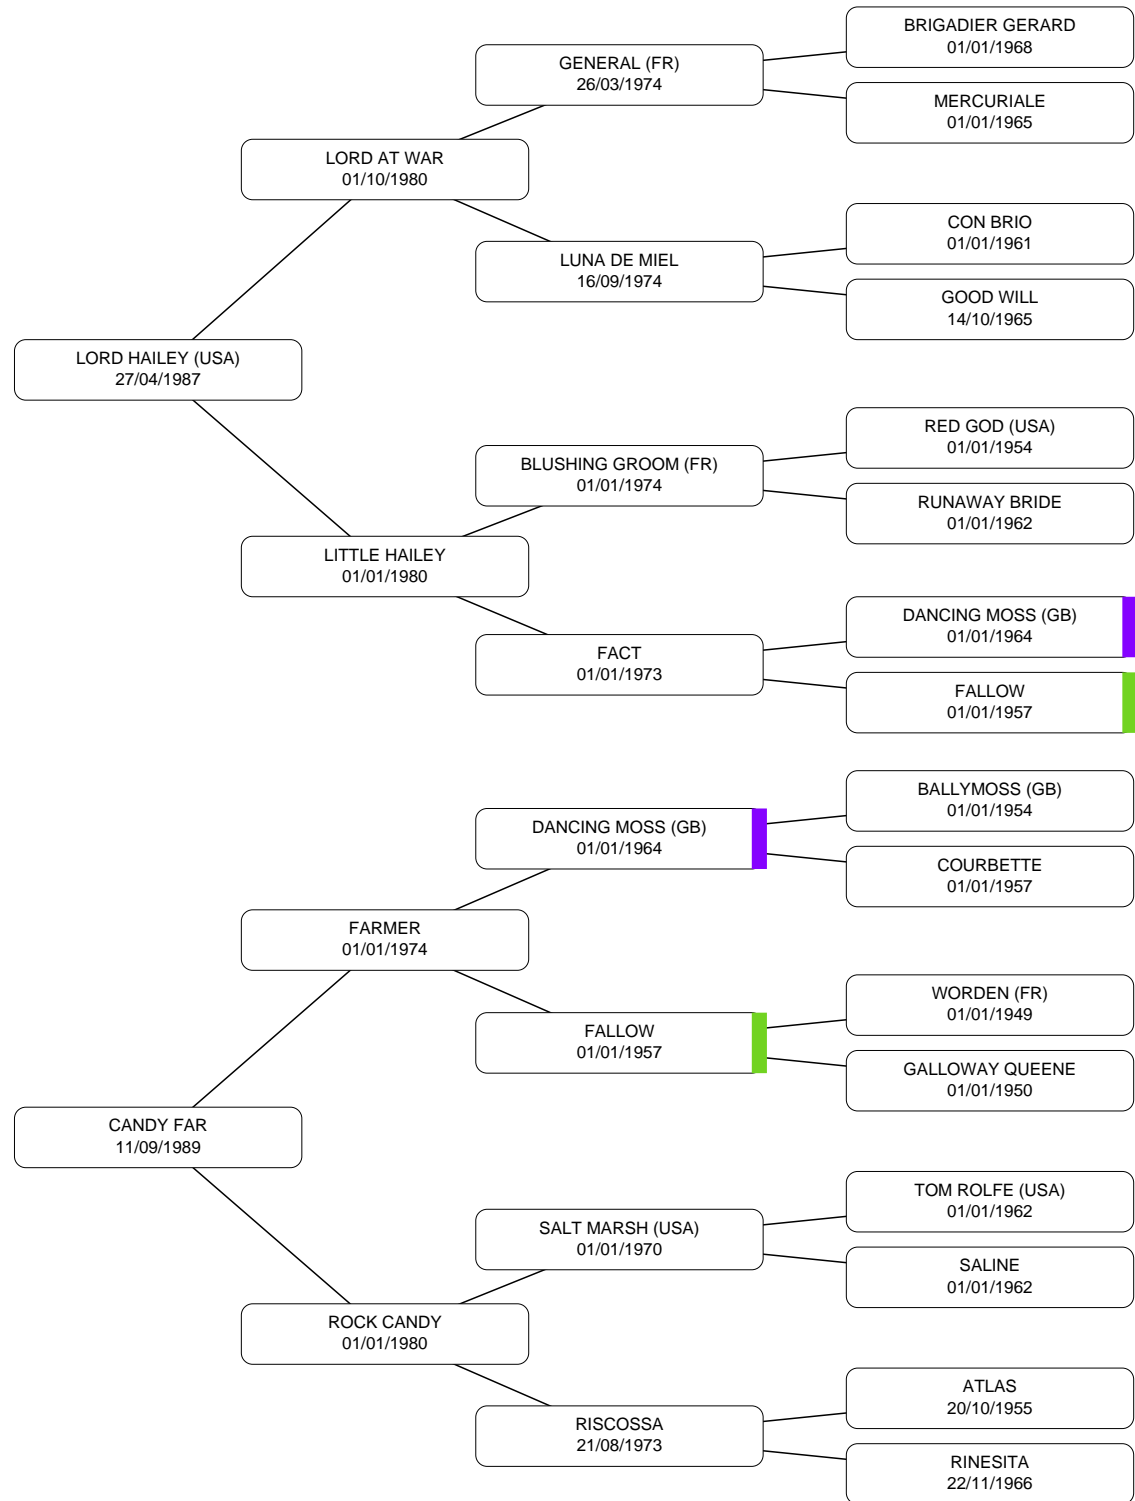 BRIGADIER GERARD
01/01/1968
GENERAL (FR)
26/03/1974
MERCURIALE
01/01/1965
LORD AT WAR
01/10/1980
CON BRIO
01/01/1961
LUNA DE MIEL
16/09/1974
GOOD WILL
14/10/1965
LORD HAILEY (USA)
27/04/1987
RED GOD (USA)
01/01/1954
BLUSHING GROOM (FR)
01/01/1974
RUNAWAY BRIDE
01/01/1962
LITTLE HAILEY
01/01/1980
DANCING MOSS (GB)
01/01/1964
FACT
01/01/1973
FALLOW
01/01/1957
BALLYMOSS (GB)
01/01/1954
DANCING MOSS (GB)
01/01/1964
COURBETTE
01/01/1957
FARMER
01/01/1974
WORDEN (FR)
01/01/1949
FALLOW
01/01/1957
GALLOWAY QUEENE
01/01/1950
CANDY FAR
11/09/1989
TOM ROLFE (USA)
01/01/1962
SALT MARSH (USA)
01/01/1970
SALINE
01/01/1962
ROCK CANDY
01/01/1980
ATLAS
20/10/1955
RISCOSSA
21/08/1973
RINESITA
22/11/1966